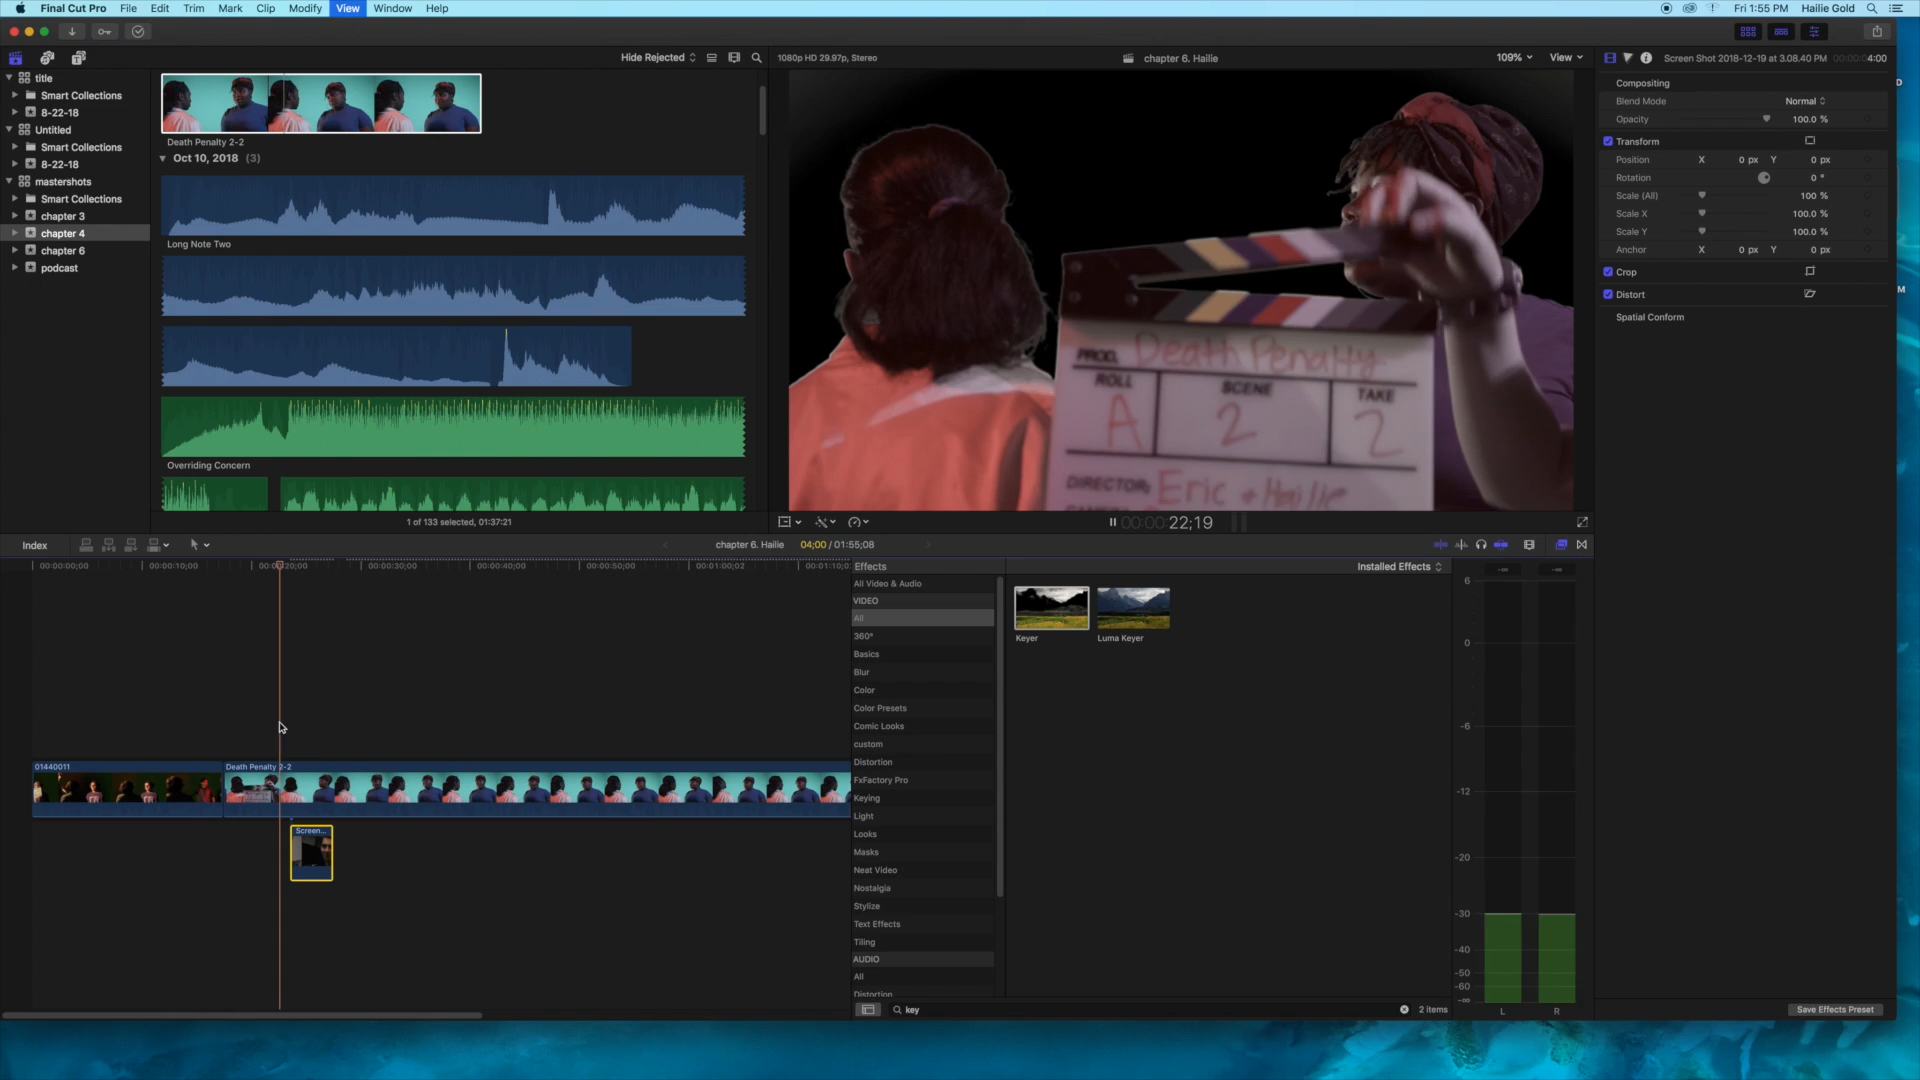 Final Cut Pro File Edit Trim Mark Clip Modify View Window Help
Fri 1:55 PM Hailie Gold
Hide Rejected
1080p HD 29.97p, Stereo
chapter 6. Hailie
109% View
Screen Shot 2018-12-19 at 3.08.40 PM 00:00:04:00
title
Smart Collections
8-22-18
Untitled
Smart Collections
8-22-18
mastershots
Smart Collections
chapter 3
chapter 4
chapter 6
podcast
Death Penalty 2-2
Oct 10, 2018 (3)
Long Note Two
Overriding Concern
1 of 133 selected, 01:37:21
PROD. Death Penalty
ROLL SCENE TAKE
A 2 2
DIRECTOR: Eric + Hailie
00:00:00:22;19
Compositing
Blend Mode Normal
Opacity 100.0 %
Transform
Position X 0 px Y 0 px
Rotation 0 °
Scale (All) 100 %
Scale X 100.0 %
Scale Y 100.0 %
Anchor X 0 px Y 0 px
Crop
Distort
Spatial Conform
Index
chapter 6. Hailie 04;00 / 01:55;08
00:00:00;00 00:00:10;00 00:00:20;00 00:00:30;00 00:00:40;00 00:00:50;00 00:01:00;02 00:01:10;0
01440011
Death Penalty 2-2
Screen...
Effects
Installed Effects
All Video & Audio
VIDEO
All
360°
Basics
Blur
Color
Color Presets
Comic Looks
custom
Distortion
FxFactory Pro
Keying
Light
Looks
Masks
Neat Video
Nostalgia
Stylize
Text Effects
Tiling
AUDIO
All
Distortion
Keyer
Luma Keyer
key
2 items
-∞ -∞
6
0
-6
-12
-20
-30
-40
-50
-60
-∞
L R
Save Effects Preset